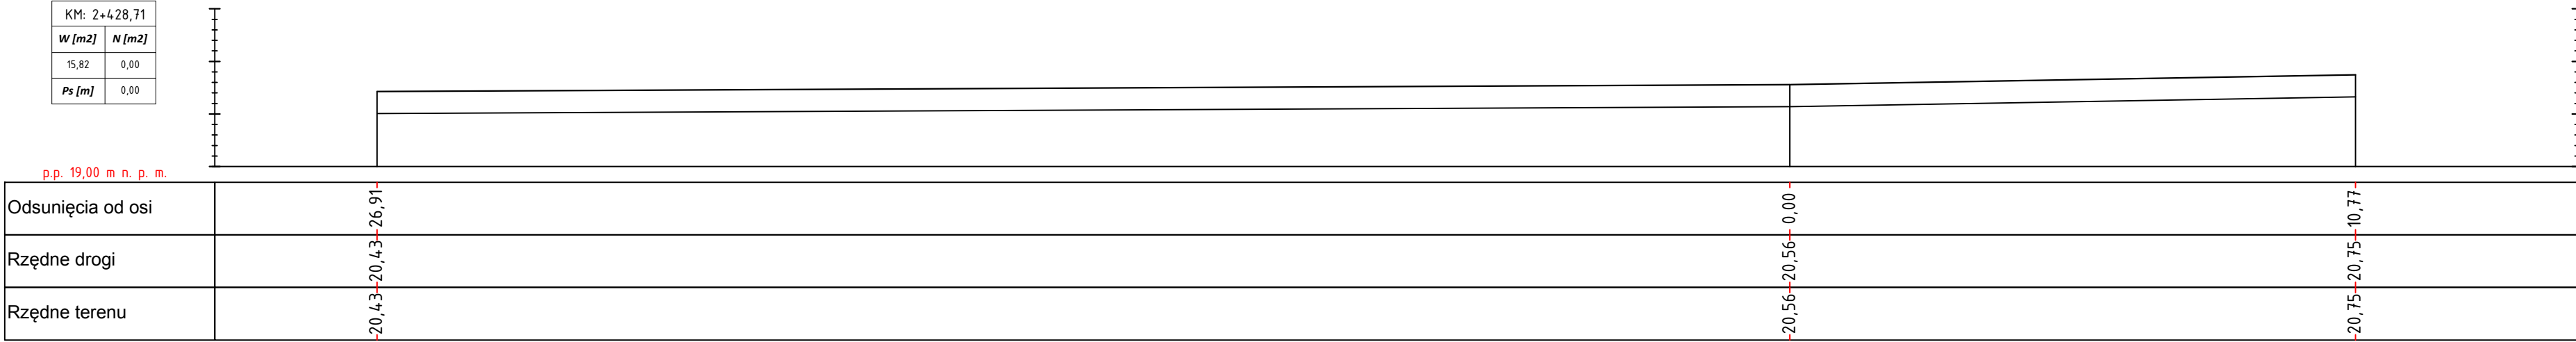 KM: 2+428,71
W [m2] N [m2]
15,82 0,00
Ps [m] 0,00
p.p. 19,00 m n. p. m.
Odsunięcia od osi 26,91 0,00 10,77
Rzędne drogi 20,43 20,56 20,75
Rzędne terenu 20,43 20,56 20,75